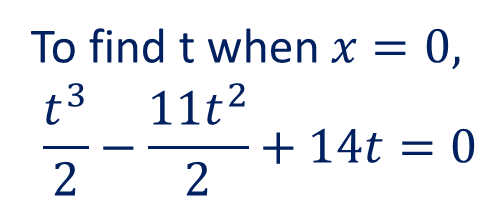 To find t when x = 0,
t³/2 − 11t²/2 + 14t = 0